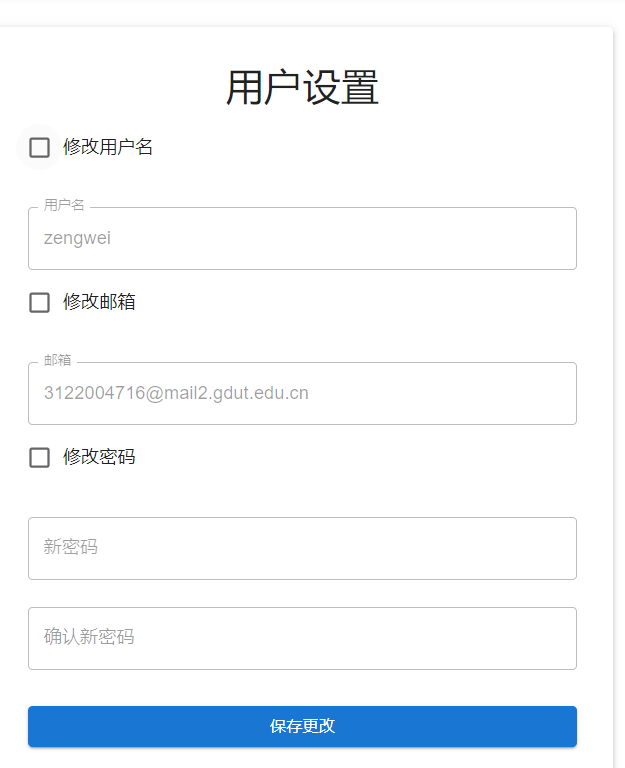 用户设置
修改用户名
用户名
zengwei
修改邮箱
邮箱
3122004716@mail2.gdut.edu.cn
修改密码
新密码
确认新密码
保存更改